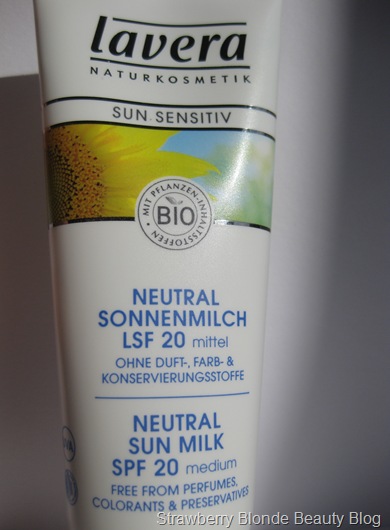 lavera
NATURKOSMETIK
SUN SENSITIV
• MIT PFLANZEN-INHALTSSTOFFEN •
BIO
NEUTRAL
SONNENMILCH
LSF 20 mittel
OHNE DUFT-, FARB- &
KONSERVIERUNGSSTOFFE
NEUTRAL
SUN MILK
SPF 20 medium
FREE FROM PERFUMES,
COLORANTS & PRESERVATIVES
Strawberry Blonde Beauty Blog